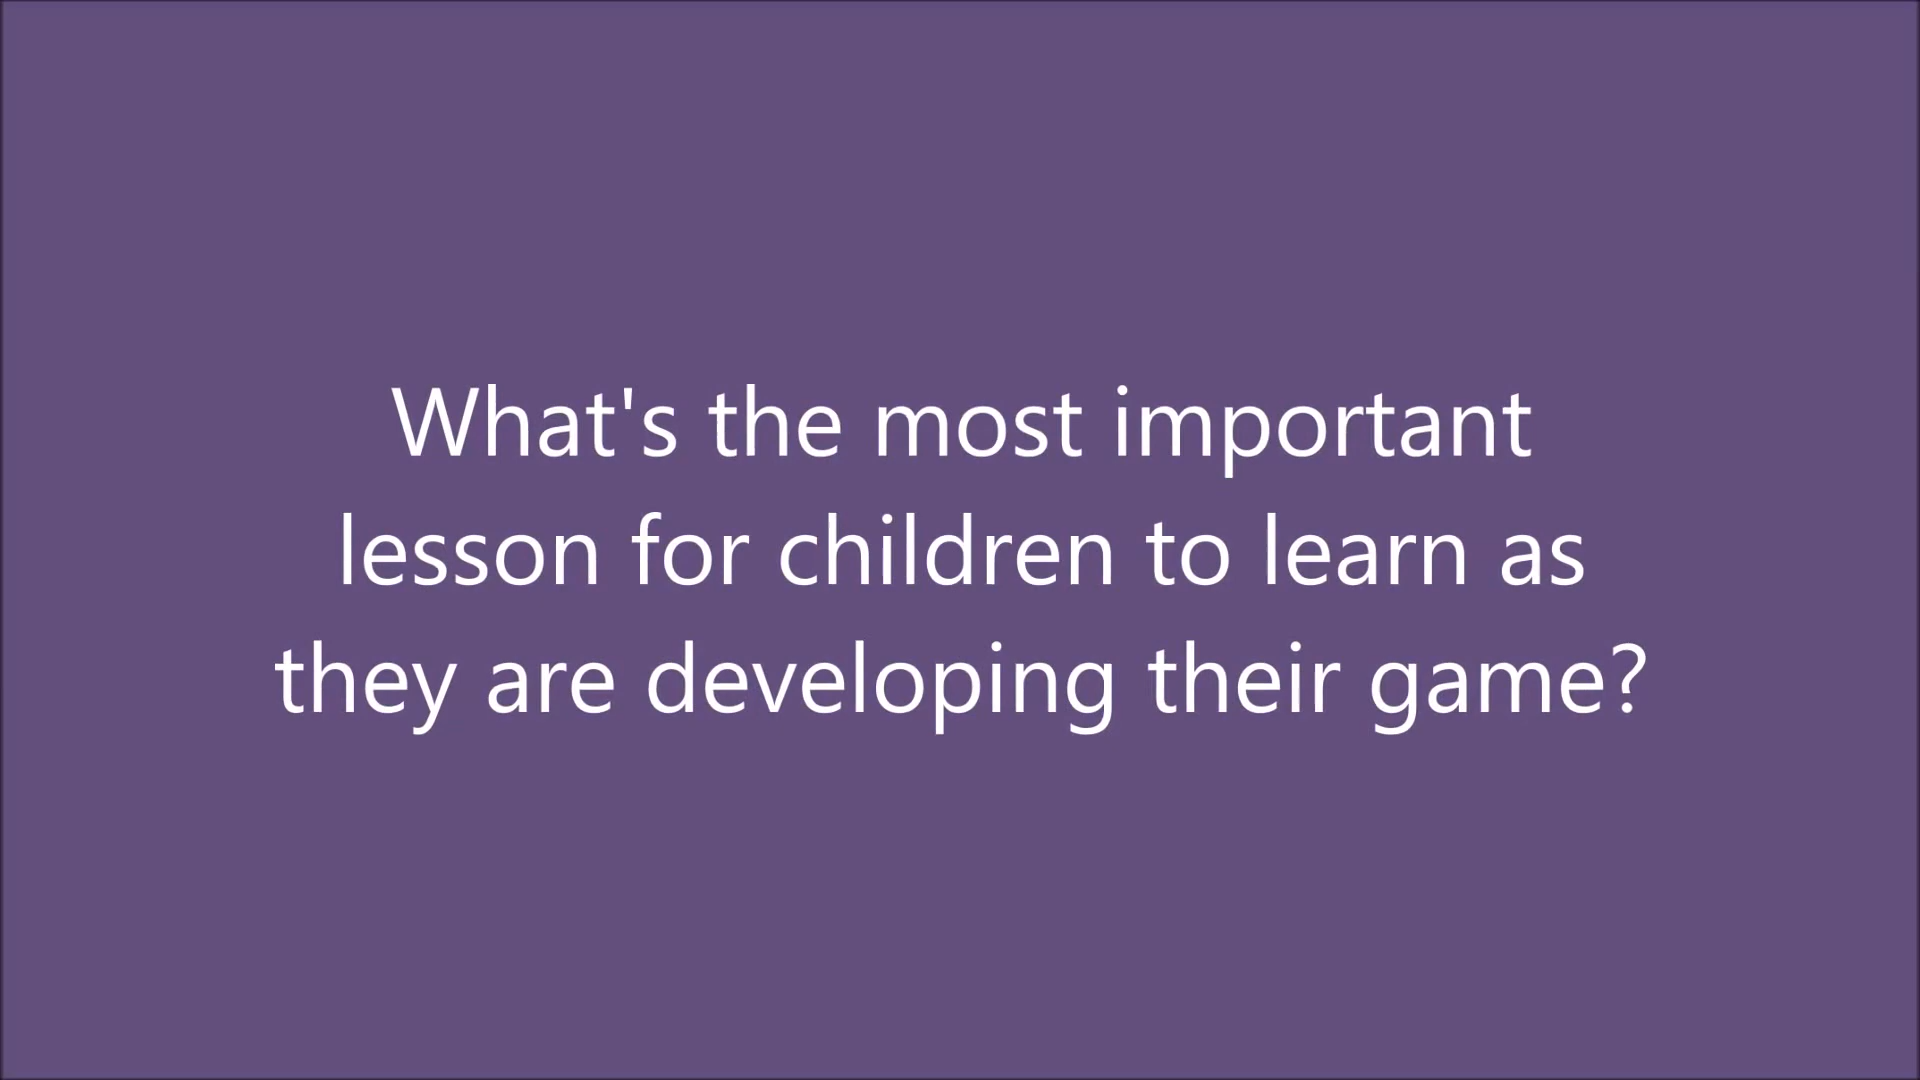 What's the most important
lesson for children to learn as
they are developing their game?